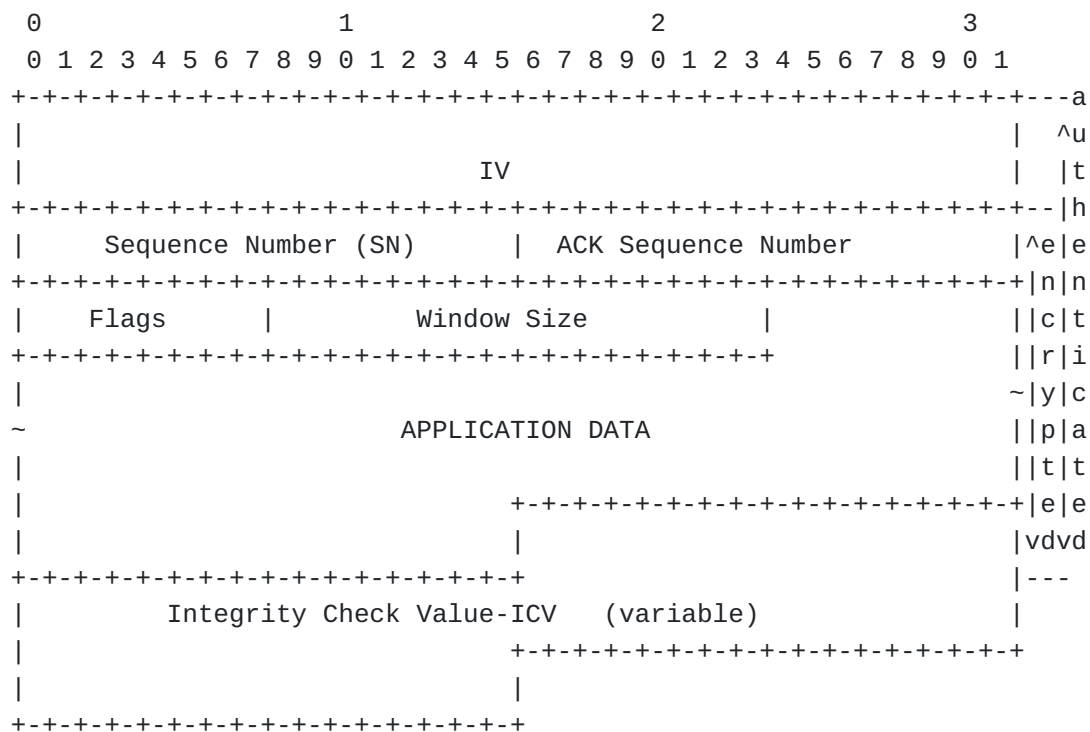 0                   1                   2                   3
 0 1 2 3 4 5 6 7 8 9 0 1 2 3 4 5 6 7 8 9 0 1 2 3 4 5 6 7 8 9 0 1
+-+-+-+-+-+-+-+-+-+-+-+-+-+-+-+-+-+-+-+-+-+-+-+-+-+-+-+-+-+-+-+-+---a
|                                                               |  ^u
|                             IV                                |  |t
+-+-+-+-+-+-+-+-+-+-+-+-+-+-+-+-+-+-+-+-+-+-+-+-+-+-+-+-+-+-+-+-+--|h
|     Sequence Number (SN)      |  ACK Sequence Number          |^e|e
+-+-+-+-+-+-+-+-+-+-+-+-+-+-+-+-+-+-+-+-+-+-+-+-+-+-+-+-+-+-+-+-+|n|n
|    Flags      |         Window Size           |               ||c|t
+-+-+-+-+-+-+-+-+-+-+-+-+-+-+-+-+-+-+-+-+-+-+-+-+               ||r|i
|                                                               ~|y|c
~                        APPLICATION DATA                       ||p|a
|                                                               ||t|t
|                               +-+-+-+-+-+-+-+-+-+-+-+-+-+-+-+-+|e|e
|                               |                               |vdvd
+-+-+-+-+-+-+-+-+-+-+-+-+-+-+-+-+                               |---
|         Integrity Check Value-ICV   (variable)                |
|                               +-+-+-+-+-+-+-+-+-+-+-+-+-+-+-+-+
|                               |
+-+-+-+-+-+-+-+-+-+-+-+-+-+-+-+-+